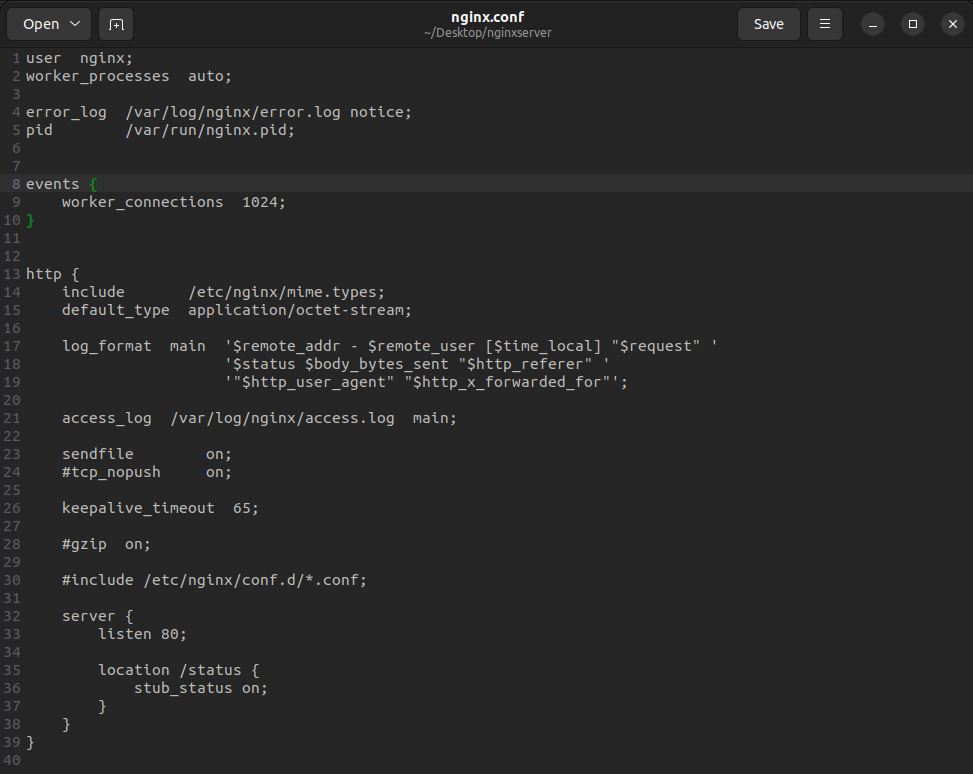 Open
nginx.conf
~/Desktop/nginxserver
Save
1 user  nginx;
2 worker_processes  auto;
3
4 error_log  /var/log/nginx/error.log notice;
5 pid        /var/run/nginx.pid;
6
7
8 events {
9     worker_connections  1024;
10 }
11
12
13 http {
14     include       /etc/nginx/mime.types;
15     default_type  application/octet-stream;
16
17     log_format  main  '$remote_addr - $remote_user [$time_local] "$request" '
18                       '$status $body_bytes_sent "$http_referer" '
19                       '"$http_user_agent" "$http_x_forwarded_for"';
20
21     access_log  /var/log/nginx/access.log  main;
22
23     sendfile        on;
24     #tcp_nopush     on;
25
26     keepalive_timeout  65;
27
28     #gzip  on;
29
30     #include /etc/nginx/conf.d/*.conf;
31
32     server {
33         listen 80;
34
35         location /status {
36             stub_status on;
37         }
38     }
39 }
40